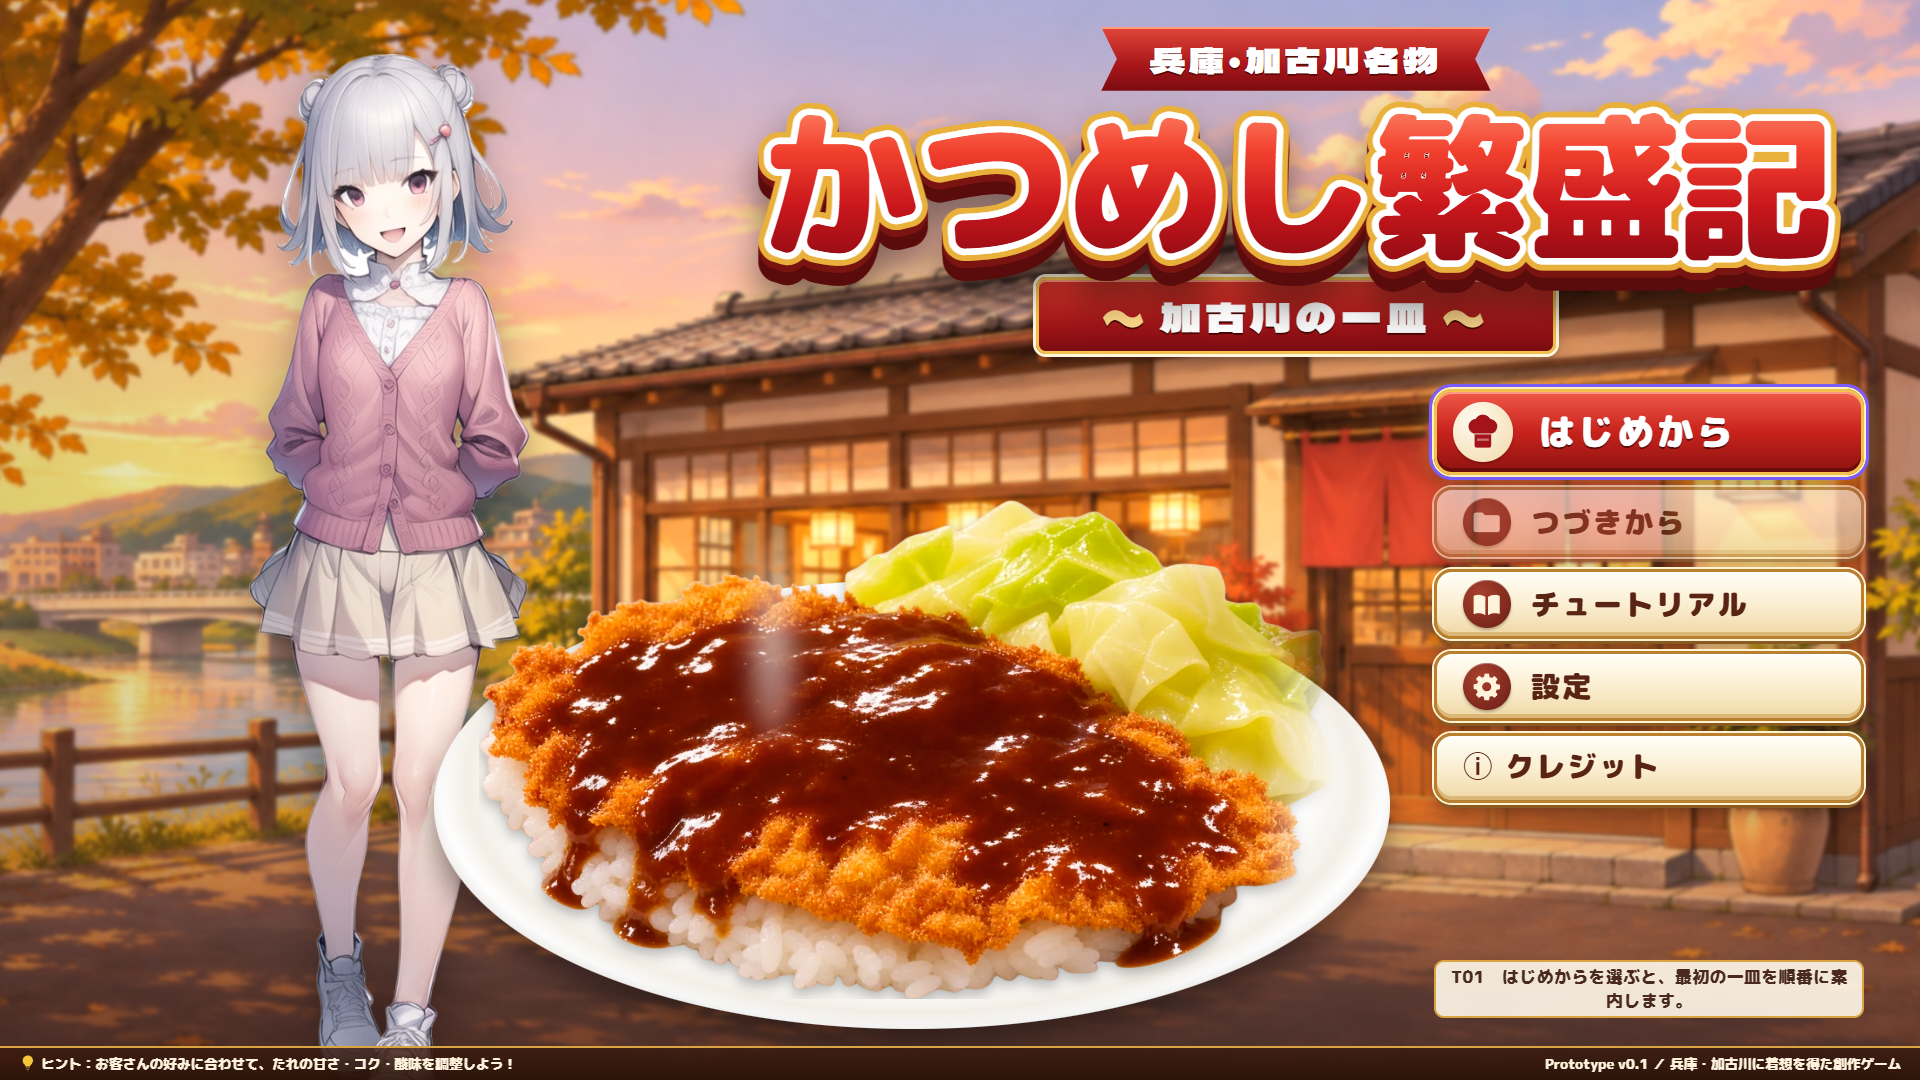 兵庫・加古川名物
かつめし繁盛記
〜 加古川の一皿 〜
はじめから
つづきから
チュートリアル
設定
クレジット
T01 はじめからを選ぶと、最初の一皿を順番に案
内します。
ヒント：お客さんの好みに合わせて、たれの甘さ・コク・酸味を調整しよう！
Prototype v0.1 / 兵庫・加古川に着想を得た創作ゲーム